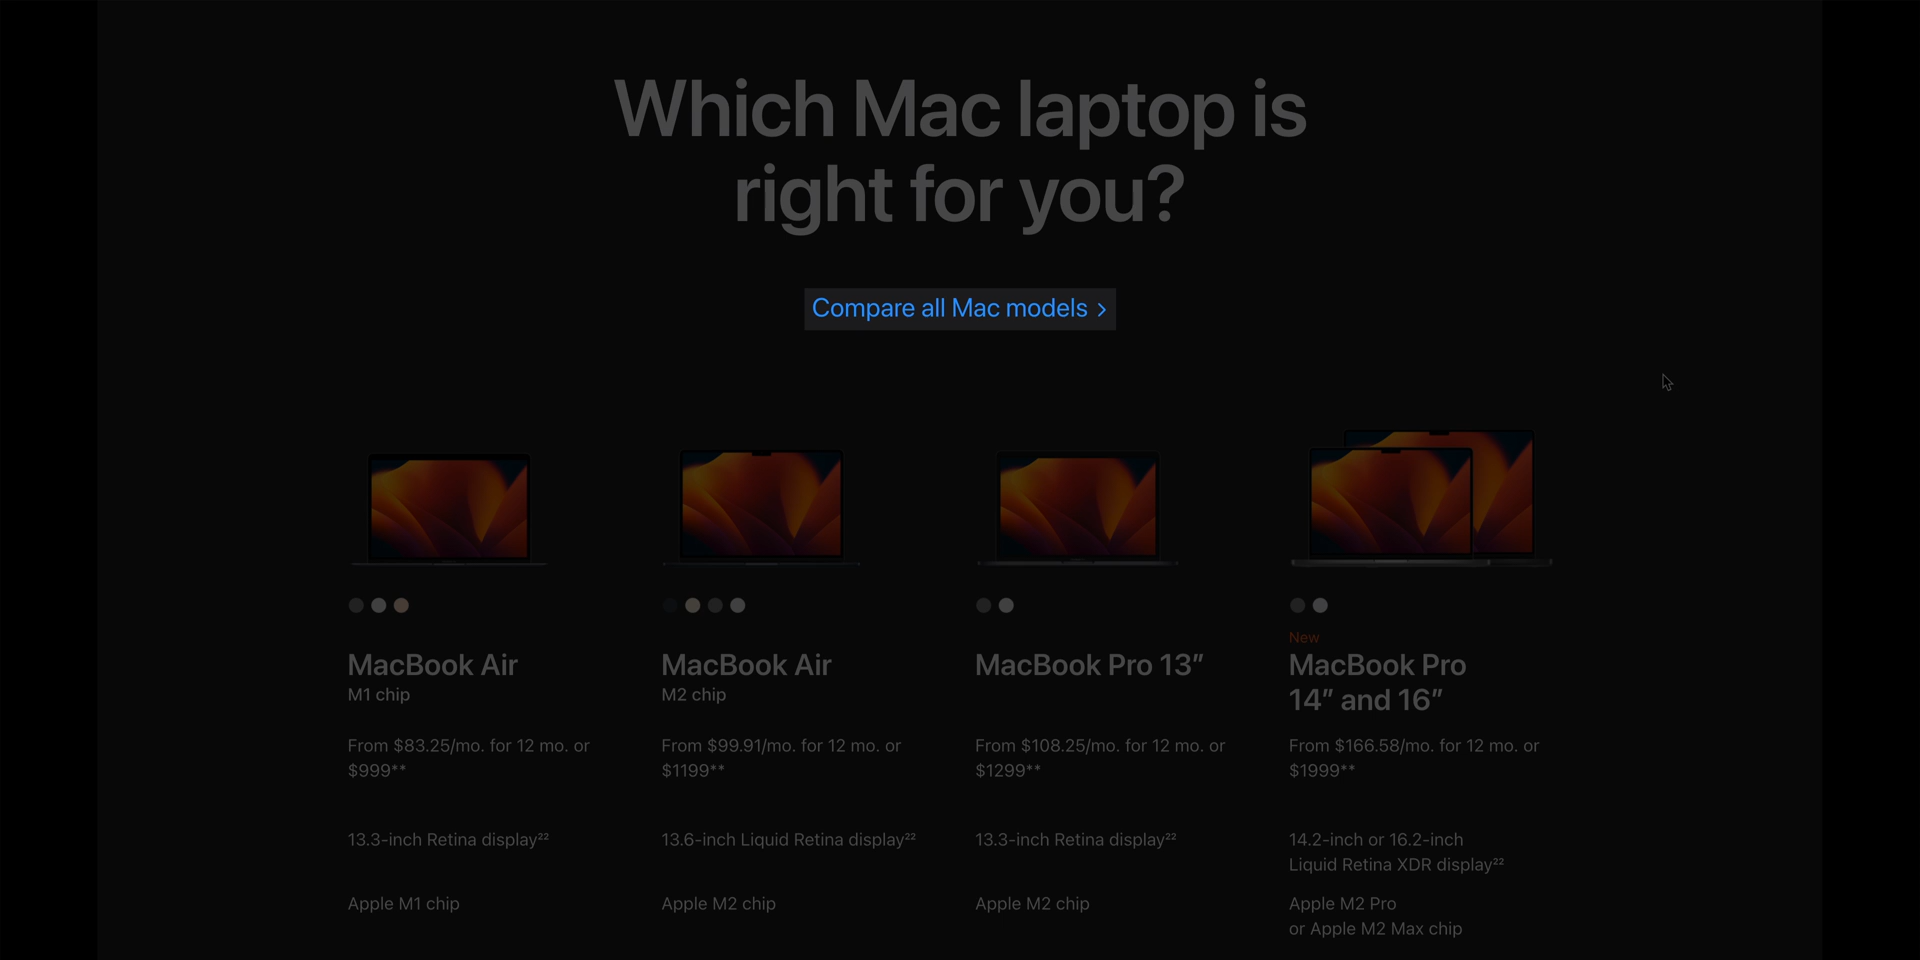 Which Mac laptop is
right for you?
Compare all Mac models >
MacBook Air
M1 chip
From $83.25/mo. for 12 mo. or
$999**
13.3-inch Retina display²²
Apple M1 chip
MacBook Air
M2 chip
From $99.91/mo. for 12 mo. or
$1199**
13.6-inch Liquid Retina display²²
Apple M2 chip
MacBook Pro 13″
From $108.25/mo. for 12 mo. or
$1299**
13.3-inch Retina display²²
Apple M2 chip
New
MacBook Pro
14″ and 16″
From $166.58/mo. for 12 mo. or
$1999**
14.2-inch or 16.2-inch
Liquid Retina XDR display²²
Apple M2 Pro
or Apple M2 Max chip